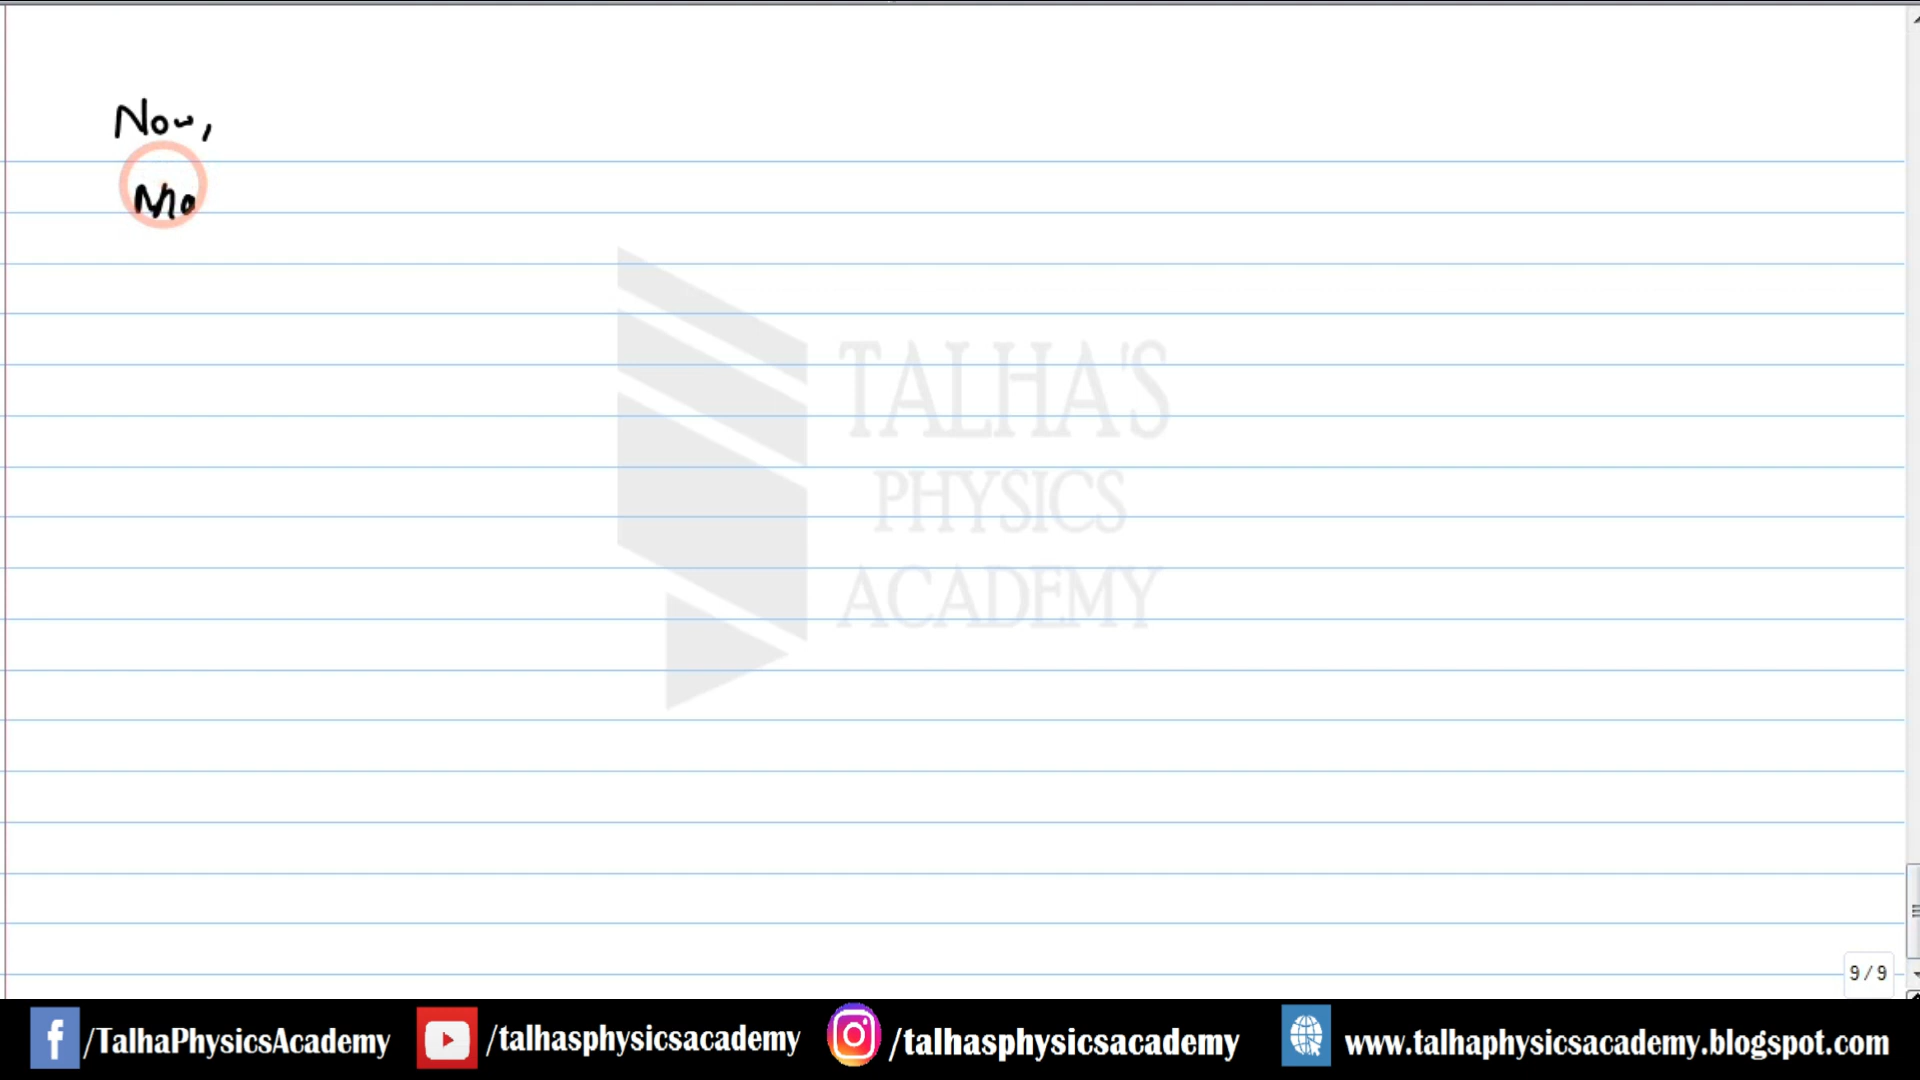 Now,
Mo
TALHA'S
PHYSICS
ACADEMY
9 / 9
/TalhaPhysicsAcademy /talhasphysicsacademy /talhasphysicsacademy www.talhaphysicsacademy.blogspot.com